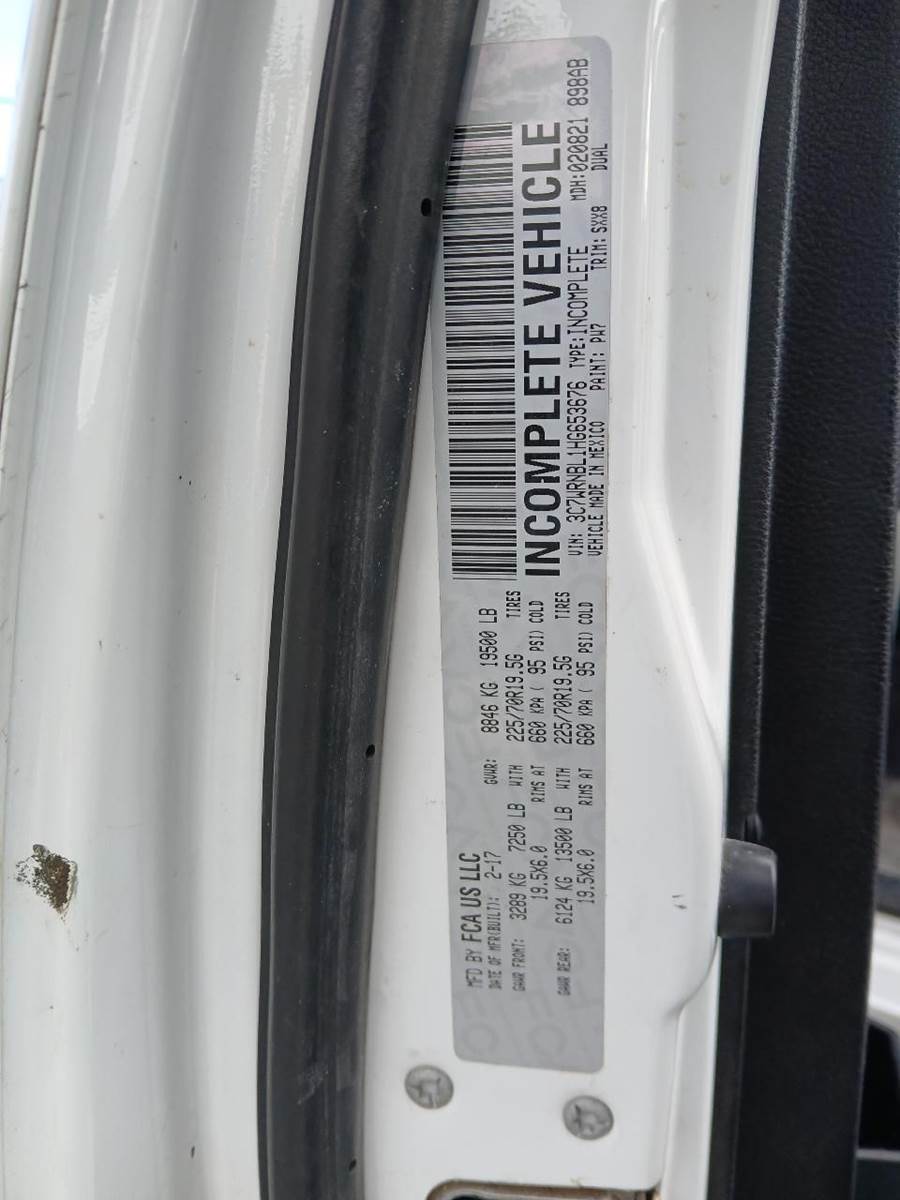 MFD BY FCA US LLC
DATE OF MFR(BUILT): 2-17 GVWR: 8846 KG 19500 LB
GAWR FRONT: 3289 KG 7250 LB WITH 225/70R19.5G TIRES
19.5X6.0 RIMS AT 660 KPA ( 95 PSI) COLD
GAWR REAR: 6124 KG 13500 LB WITH 225/70R19.5G TIRES
19.5X6.0 RIMS AT 660 KPA ( 95 PSI) COLD
INCOMPLETE VEHICLE
VIN: 3C7WRNBL1HG653676 TYPE:INCOMPLETE MDH:020821 898AB
VEHICLE MADE IN MEXICO PAINT: PW7 TRIM: SXX8 DUAL